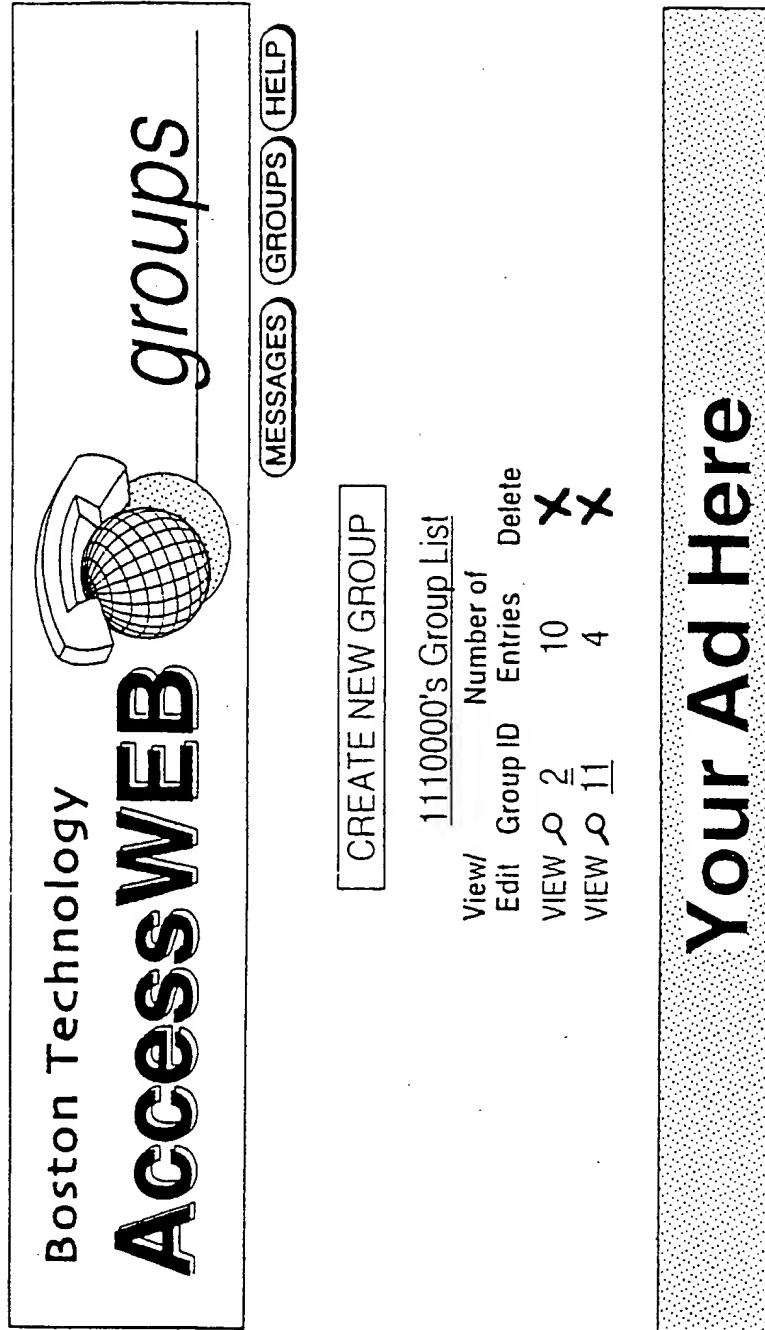 Boston Technology
AccessWEB groups
MESSAGES GROUPS HELP
CREATE NEW GROUP
1110000's Group List
View/ Number of
Edit Group ID Entries Delete
VIEW 2 10 X
VIEW 11 4 X
Your Ad Here